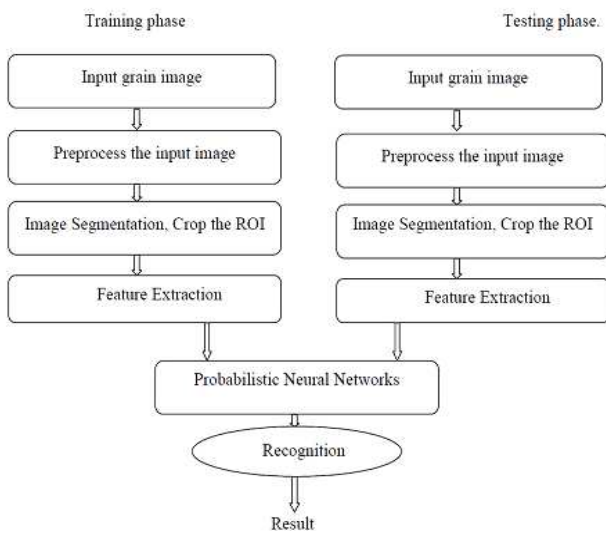 Training phase
Testing phase.
Input grain image
Input grain image
Preprocess the input image
Preprocess the input image
Image Segmentation, Crop the ROI
Image Segmentation, Crop the ROI
Feature Extraction
Feature Extraction
Probabilistic Neural Networks
Recognition
Result